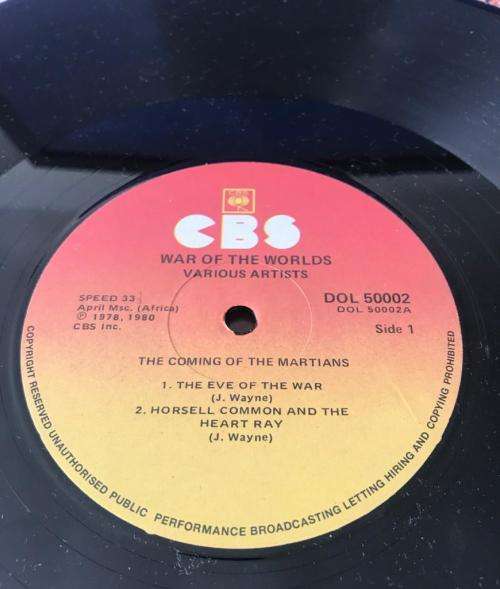 CBS
CBS
WAR OF THE WORLDS
VARIOUS ARTISTS
SPEED 33
April Msc. (Africa)
℗ 1978, 1980
CBS Inc.
DOL 50002
DOL 50002A
Side 1
THE COMING OF THE MARTIANS
1. THE EVE OF THE WAR
(J. Wayne)
2. HORSELL COMMON AND THE
HEART RAY
(J. Wayne)
COPYRIGHT RESERVED UNAUTHORISED PUBLIC PERFORMANCE BROADCASTING LETTING HIRING AND COPYING PROHIBITED